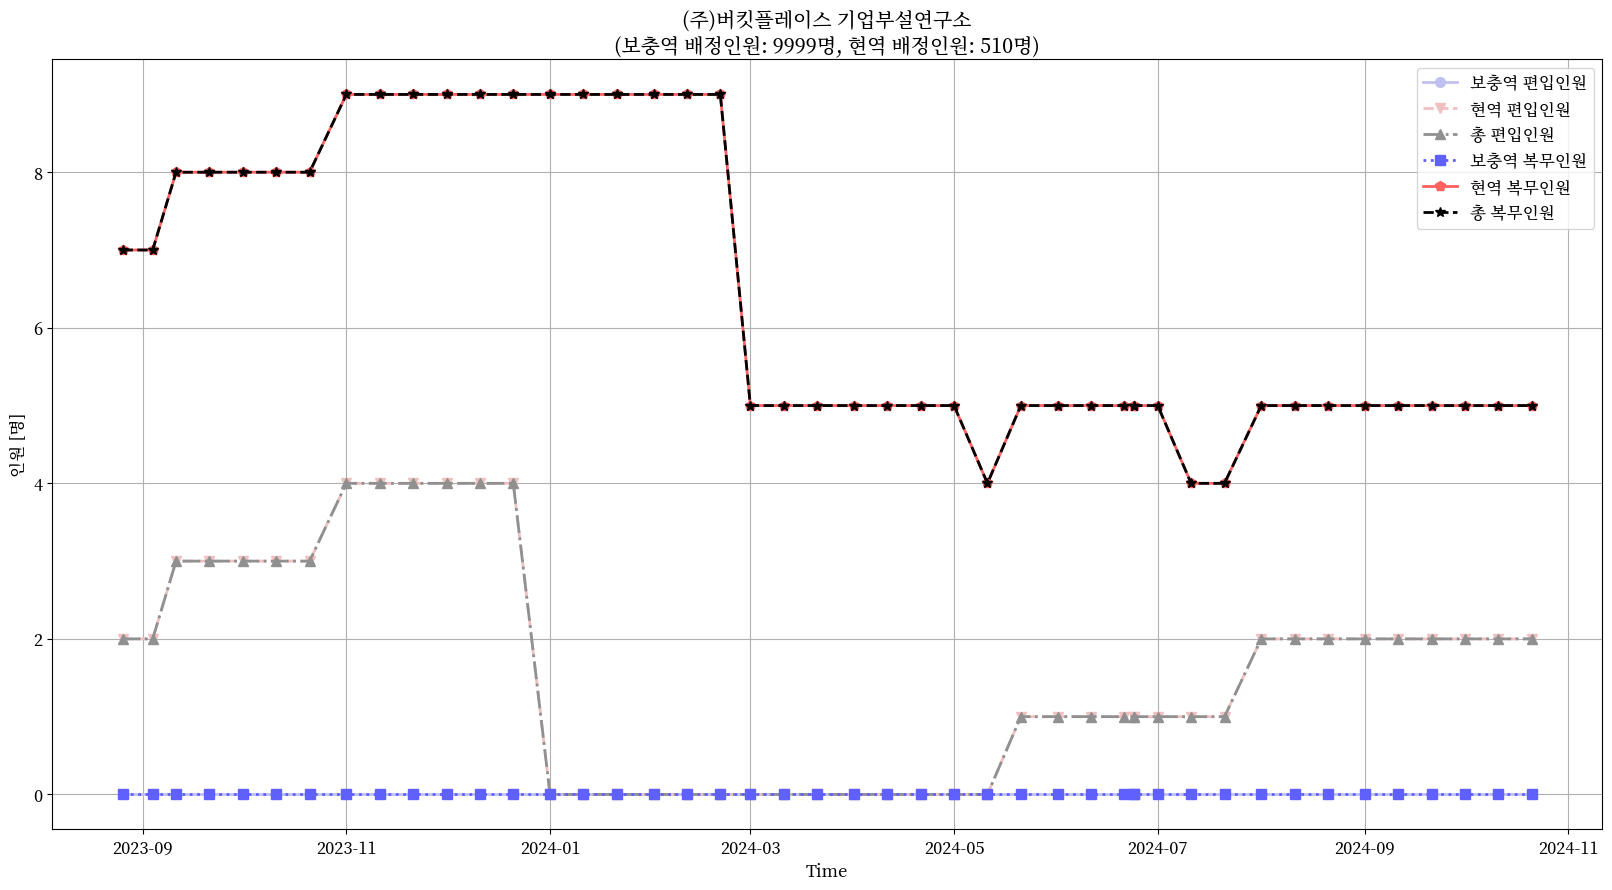 (주)버킷플레이스 기업부설연구소
(보충역 배정인원: 9999명, 현역 배정인원: 510명)
보충역 편입인원
현역 편입인원
총 편입인원
보충역 복무인원
현역 복무인원
총 복무인원
인원 [명]
8
6
4
2
0
2023-09
2023-11
2024-01
2024-03
2024-05
2024-07
2024-09
2024-11
Time